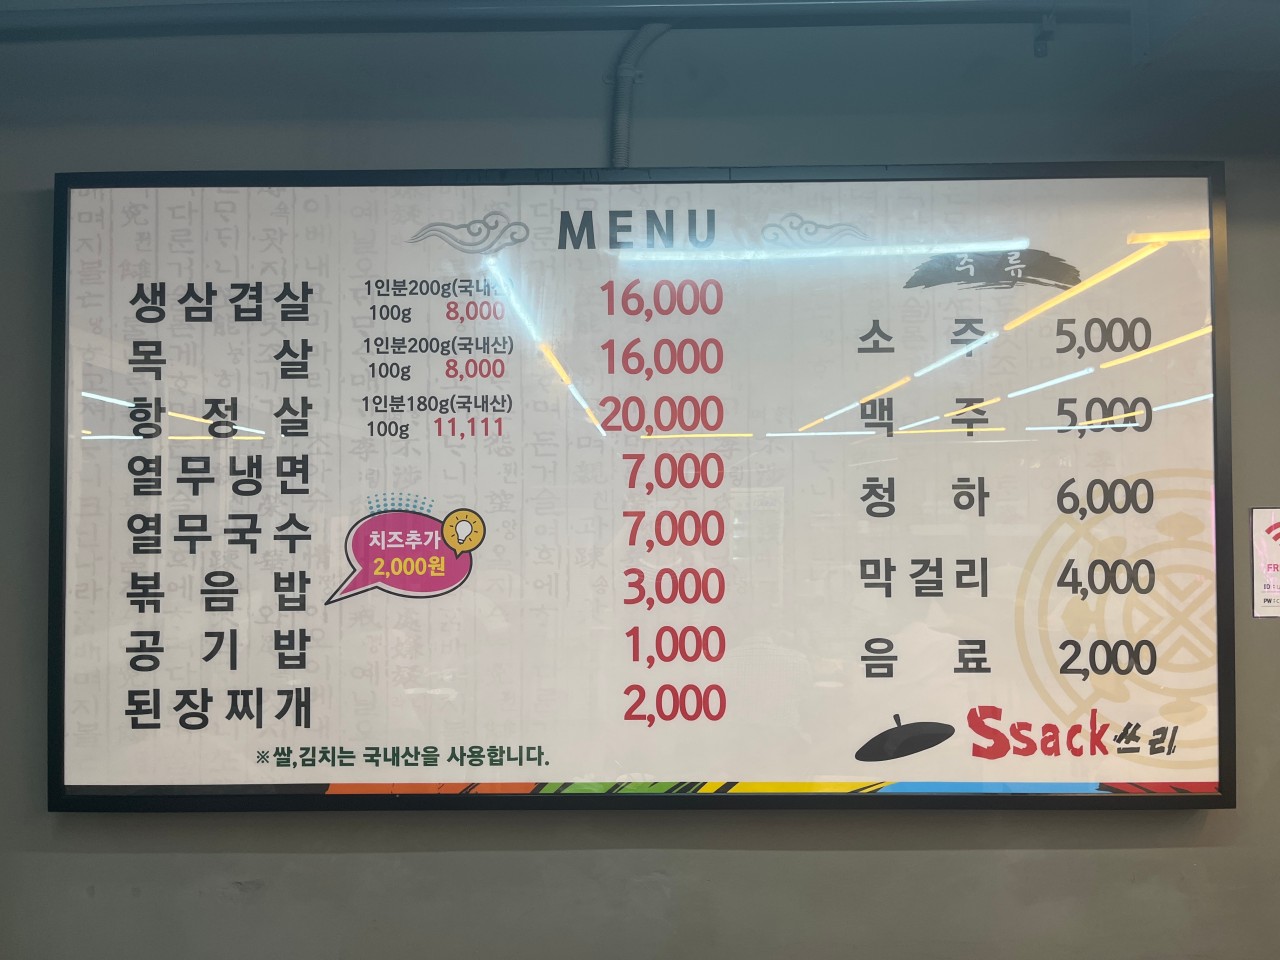 MENU
생삼겹살 1인분200g(국내산) 16,000
100g 8,000
목살 1인분200g(국내산) 16,000
100g 8,000
항정살 1인분180g(국내산) 20,000
100g 11,111
열무냉면 7,000
열무국수 7,000
치즈추가
2,000원
볶음밥 3,000
공기밥 1,000
된장찌개 2,000
※쌀,김치는 국내산을 사용합니다.
주류
소주 5,000
맥주 5,000
청하 6,000
막걸리 4,000
음료 2,000
Ssack쓰리